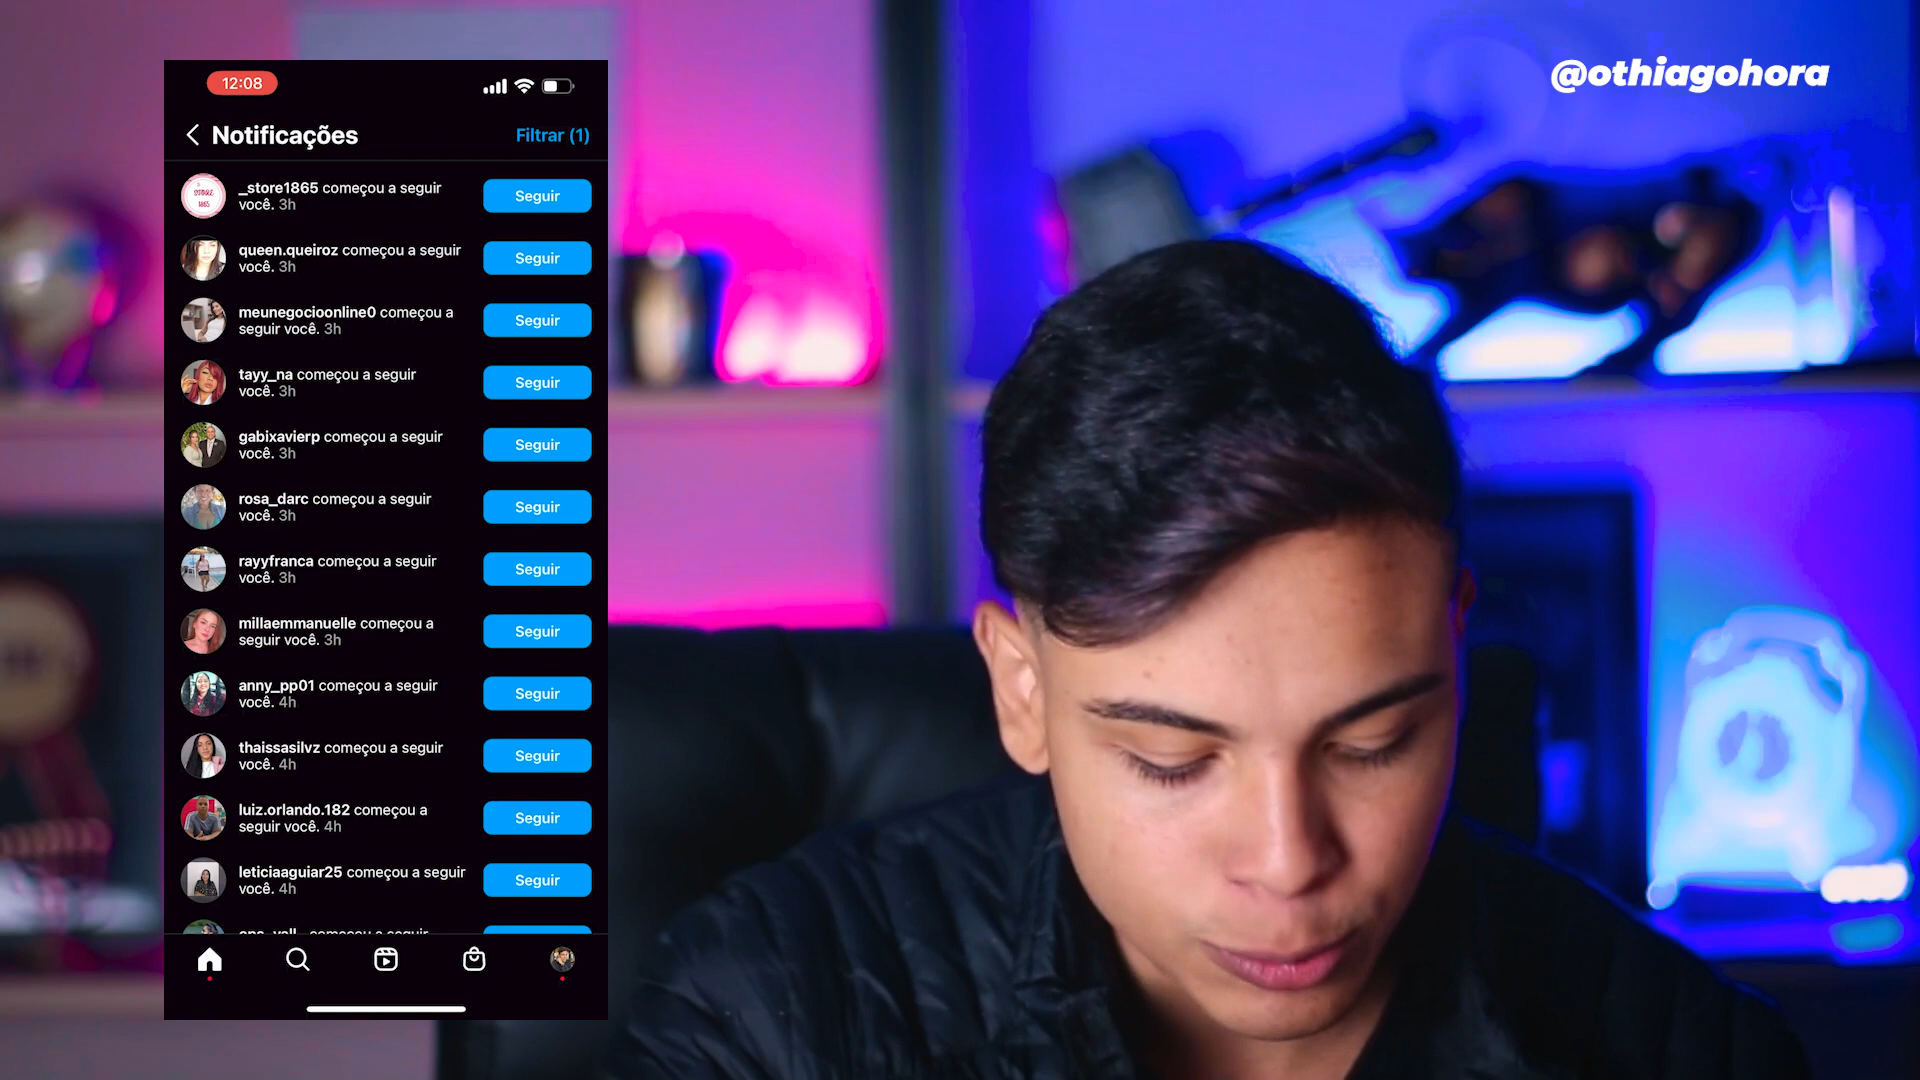 @othiagohora
12:08
Notificações
Filtrar (1)
STORE
1865
_store1865 começou a seguir
você. 3h
Seguir
queen.queiroz começou a seguir
você. 3h
Seguir
meunegocioonline0 começou a
seguir você. 3h
Seguir
tayy_na começou a seguir
você. 3h
Seguir
gabixavierp começou a seguir
você. 3h
Seguir
rosa_darc começou a seguir
você. 3h
Seguir
rayyfranca começou a seguir
você. 3h
Seguir
millaemmanuelle começou a
seguir você. 3h
Seguir
anny_pp01 começou a seguir
você. 4h
Seguir
thaissasilvz começou a seguir
você. 4h
Seguir
luiz.orlando.182 começou a
seguir você. 4h
Seguir
leticiaaguiar25 começou a seguir
você. 4h
Seguir
começou a seguir